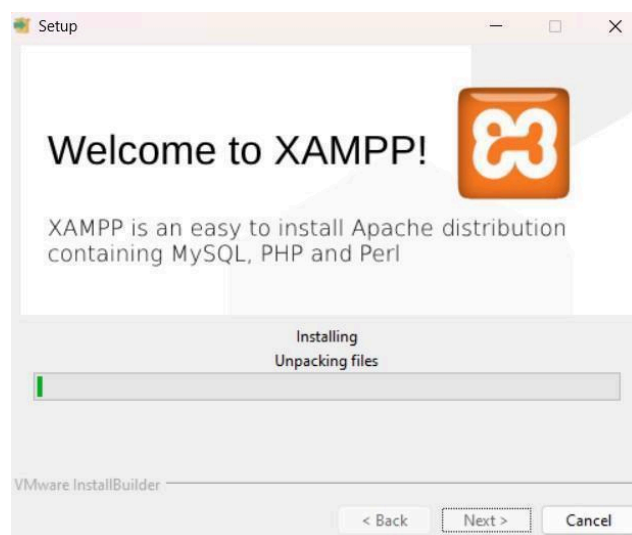 Setup
Welcome to XAMPP!
XAMPP is an easy to install Apache distribution
containing MySQL, PHP and Perl
Installing
Unpacking files
VMware InstallBuilder
< Back
Next >
Cancel